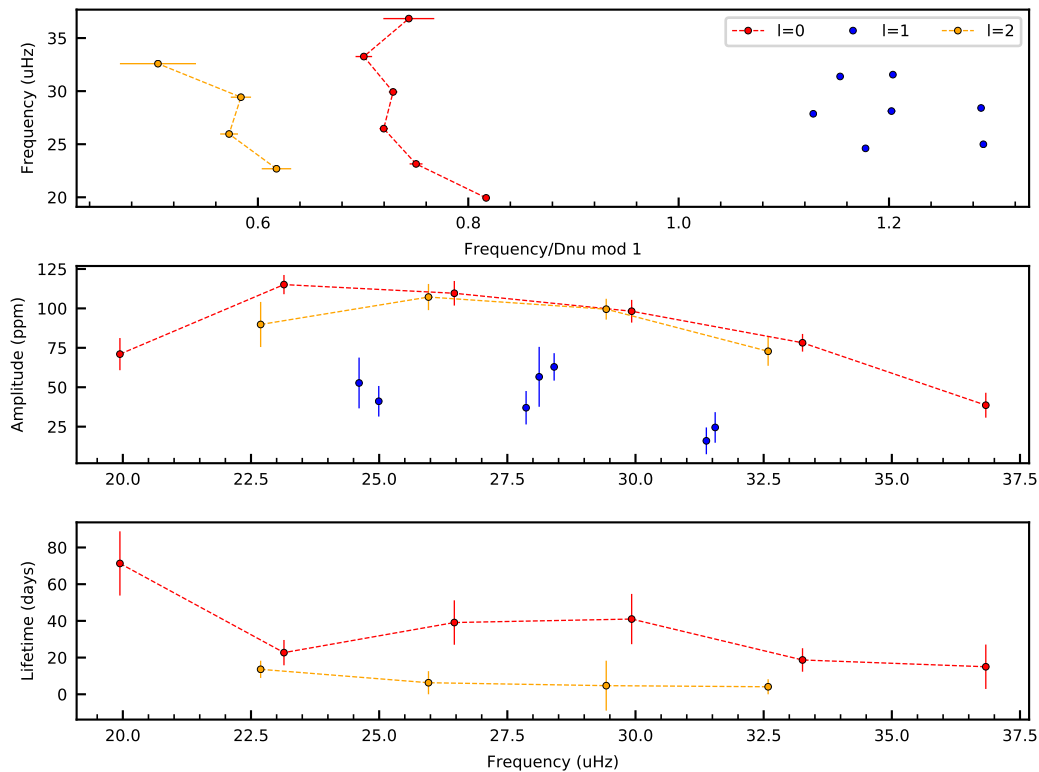 l=0 l=1 l=2
35
30
25
20
Frequency (uHz)
0.6 0.8 1.0 1.2
Frequency/Dnu mod 1
125
100
75
50
25
Amplitude (ppm)
20.0 22.5 25.0 27.5 30.0 32.5 35.0 37.5
80
60
40
20
0
Lifetime (days)
20.0 22.5 25.0 27.5 30.0 32.5 35.0 37.5
Frequency (uHz)